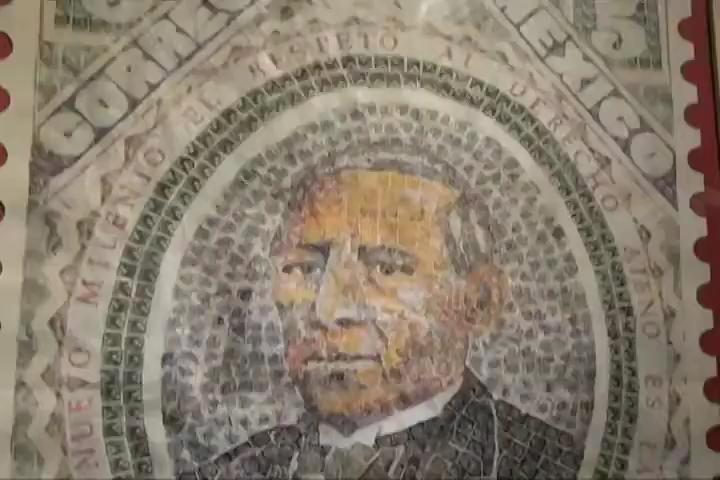 CORREOS MEXICO
NUEVO MILENIO EL RESPETO AL DERECHO AJENO ES LA